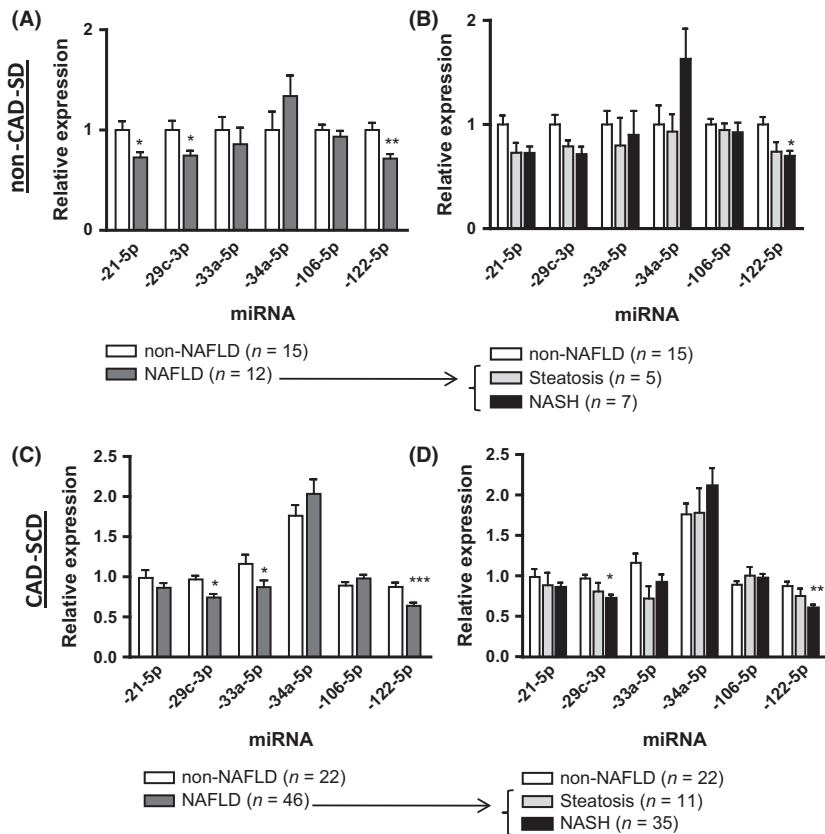 (A)
(B)
non-CAD-SD
Relative expression
2
1
0
*
*
**
-21-5p
-29c-3p
-33a-5p
-34a-5p
-106-5p
-122-5p
miRNA
Relative expression
2
1
0
*
-21-5p
-29c-3p
-33a-5p
-34a-5p
-106-5p
-122-5p
miRNA
non-NAFLD (n = 15)
NAFLD (n = 12)
non-NAFLD (n = 15)
Steatosis (n = 5)
NASH (n = 7)
(C)
(D)
CAD-SCD
Relative expression
2.5
2.0
1.5
1.0
0.5
0.0
*
*
***
-21-5p
-29c-3p
-33a-5p
-34a-5p
-106-5p
-122-5p
miRNA
Relative expression
2.5
2.0
1.5
1.0
0.5
0.0
*
**
-21-5p
-29c-3p
-33a-5p
-34a-5p
-106-5p
-122-5p
miRNA
non-NAFLD (n = 22)
NAFLD (n = 46)
non-NAFLD (n = 22)
Steatosis (n = 11)
NASH (n = 35)